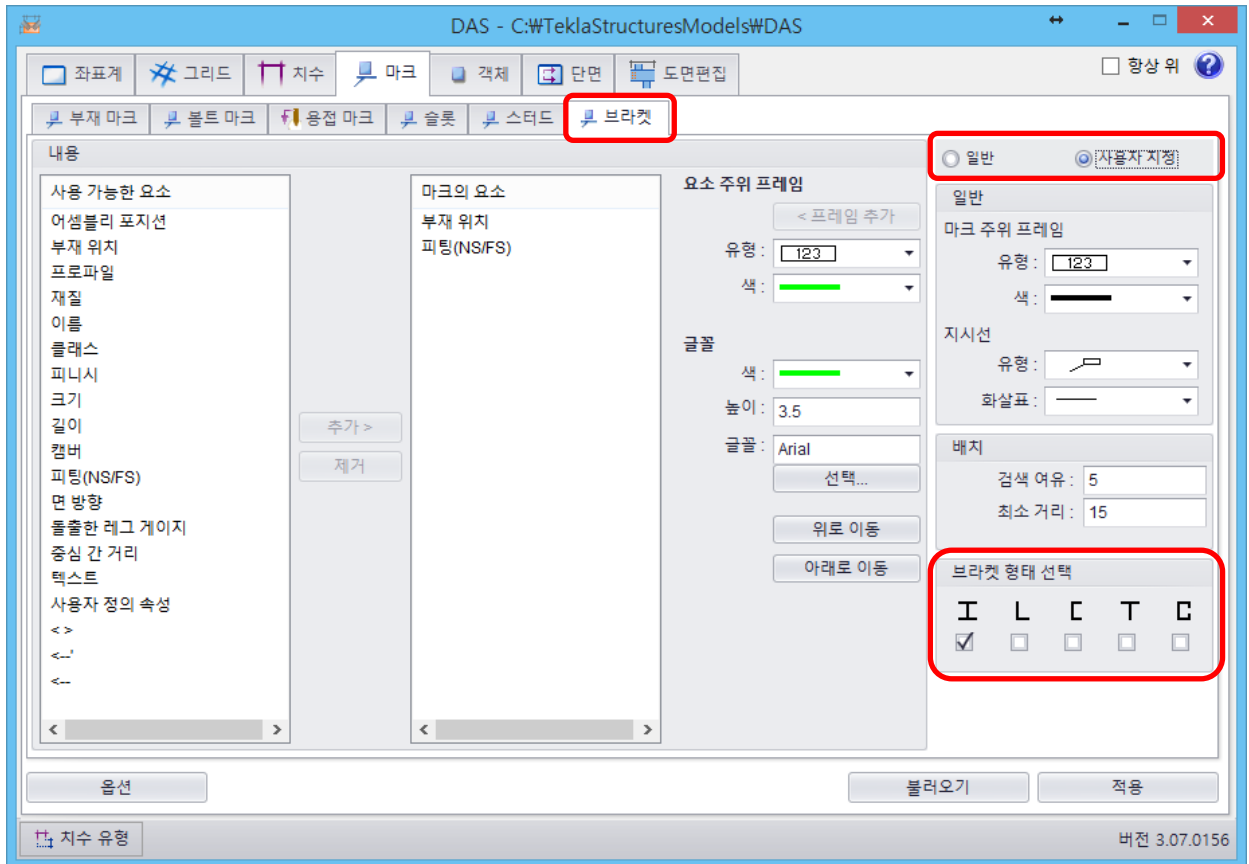 DAS - C:₩TeklaStructuresModels₩DAS
좌표계 그리드 치수 마크 객체 단면 도면편집 항상 위
부재 마크 볼트 마크 용접 마크 슬롯 스터드 브라켓
내용
사용 가능한 요소
어셈블리 포지션
부재 위치
프로파일
재질
이름
클래스
피니시
크기
길이
캠버
피팅(NS/FS)
면 방향
돌출한 레그 게이지
중심 간 거리
텍스트
사용자 정의 속성
< >
<--'
<--
추가 >
제거
마크의 요소
부재 위치
피팅(NS/FS)
요소 주위 프레임
< 프레임 추가
유형 : 123
색 :
글꼴
색 :
높이 : 3.5
글꼴 : Arial
선택...
위로 이동
아래로 이동
일반 사용자 지정
일반
마크 주위 프레임
유형 : 123
색 :
지시선
유형 :
화살표 :
배치
검색 여유 : 5
최소 거리 : 15
브라켓 형태 선택
옵션 불러오기 적용
치수 유형 버전 3.07.0156